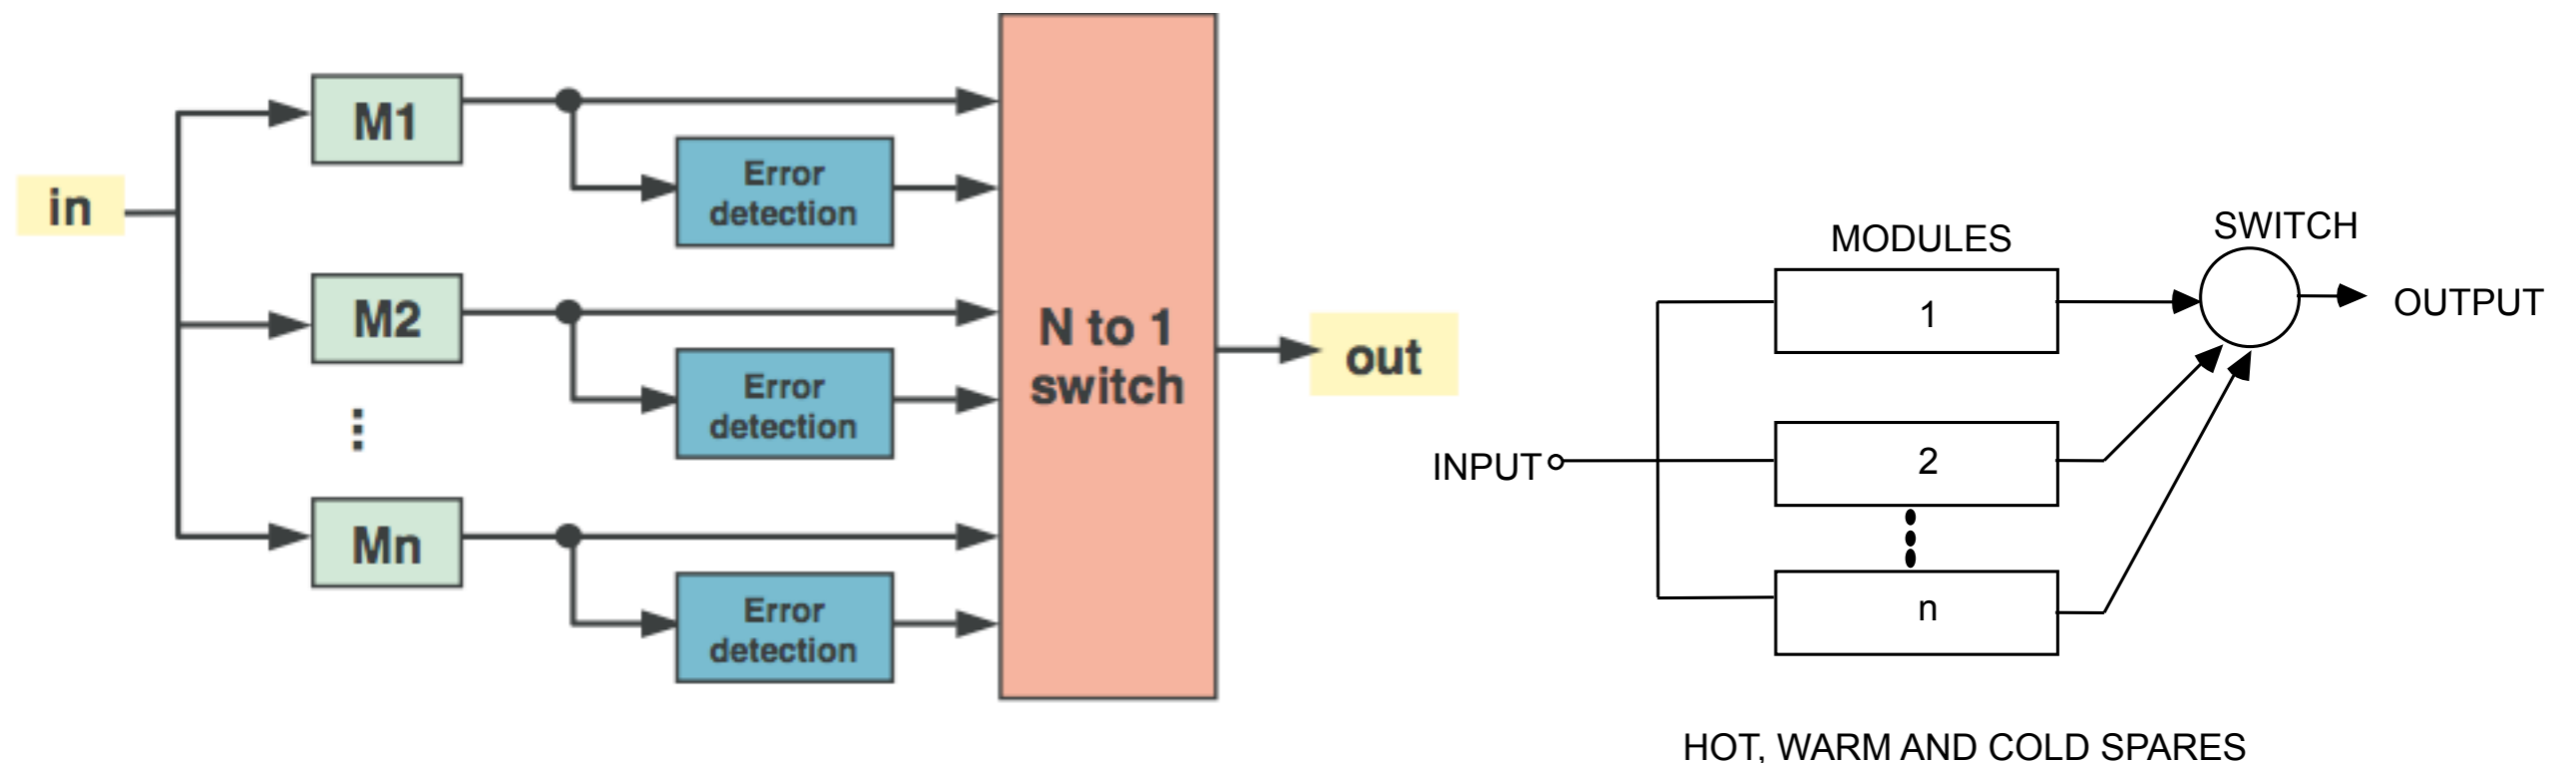 in
M1
Error
detection
M2
Error
detection
Mn
Error
detection
N to 1
switch
out
MODULES
SWITCH
1
OUTPUT
INPUT
2
n
HOT, WARM AND COLD SPARES